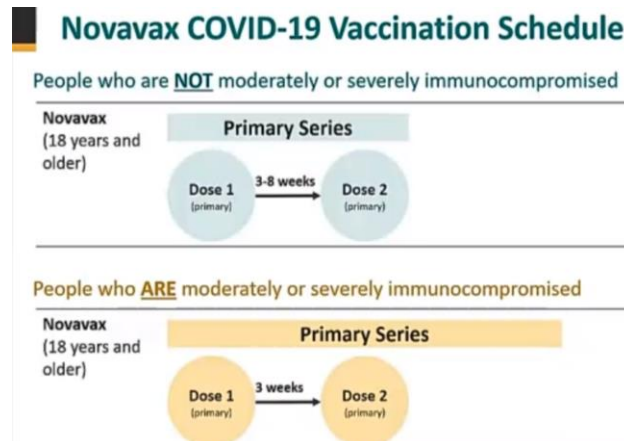 Novavax COVID-19 Vaccination Schedule
People who are NOT moderately or severely immunocompromised
Novavax
(18 years and
older)
Primary Series
Dose 1
(primary)
3-8 weeks
Dose 2
(primary)
People who ARE moderately or severely immunocompromised
Novavax
(18 years and
older)
Primary Series
Dose 1
(primary)
3 weeks
Dose 2
(primary)